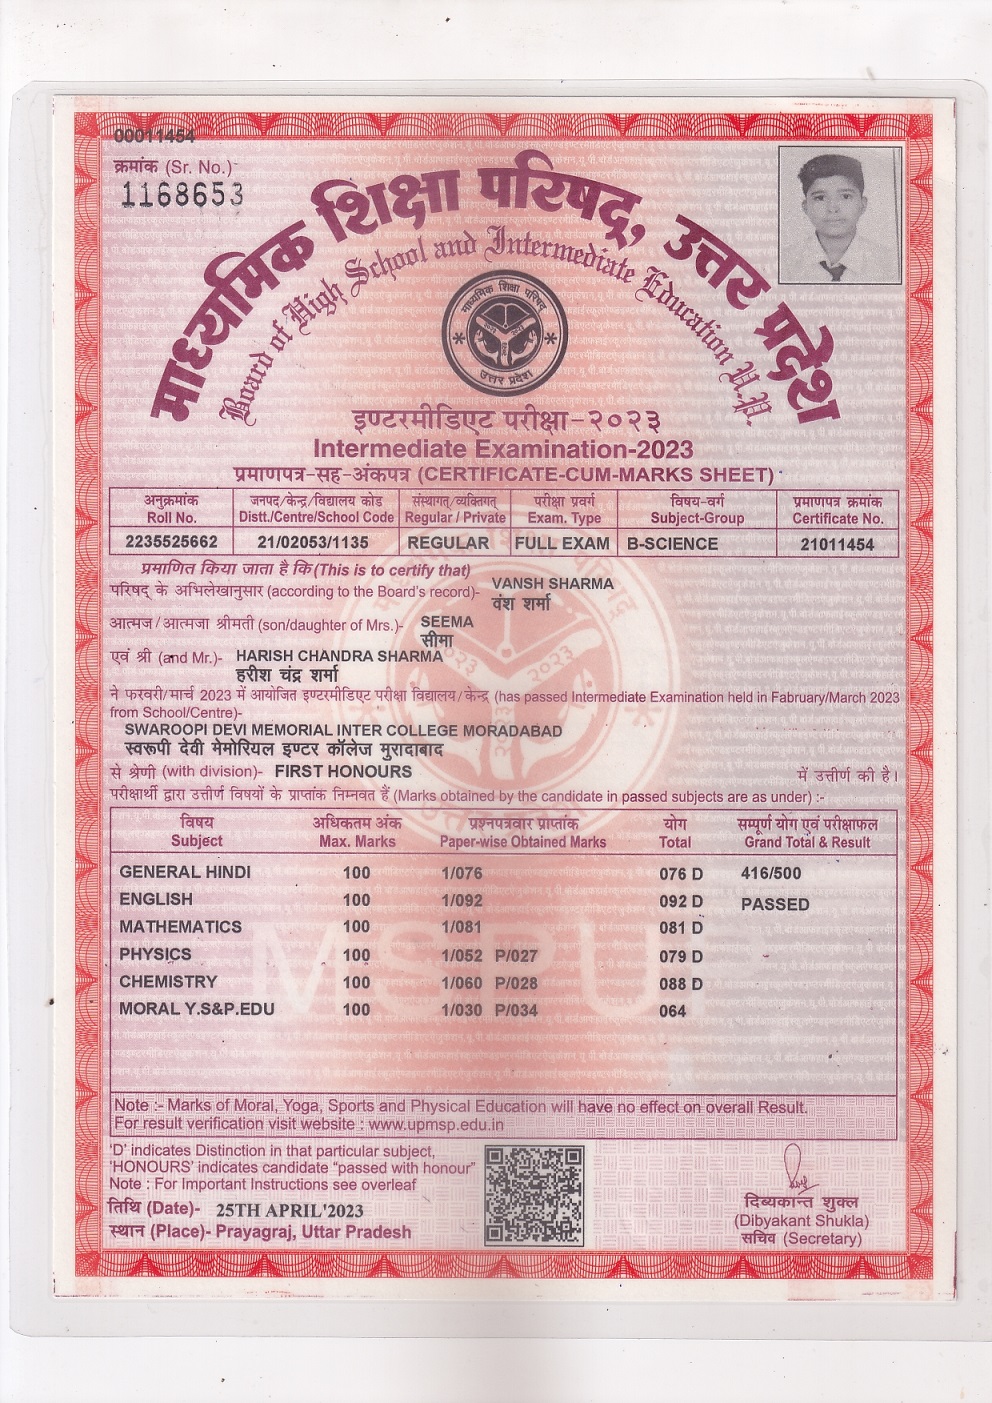 00011454
क्रमांक (Sr. No.)
1168653
माध्यमिक शिक्षा परिषद्, उत्तर प्रदेश
Board of High School and Intermediate Education U.P.
माध्यमिक शिक्षा परिषद
उत्तर प्रदेश
इण्टरमीडिएट परीक्षा-२०२३
Intermediate Examination-2023
प्रमाणपत्र-सह-अंकपत्र (CERTIFICATE-CUM-MARKS SHEET)
अनुक्रमांक जनपद/केन्द्र/विद्यालय कोड संस्थागत/व्यक्तिगत परीक्षा प्रवर्ग विषय-वर्ग प्रमाणपत्र क्रमांक
Roll No. Distt./Centre/School Code Regular / Private Exam. Type Subject-Group Certificate No.
2235525662 21/02053/1135 REGULAR FULL EXAM B-SCIENCE 21011454
प्रमाणित किया जाता है कि (This is to certify that)
परिषद् के अभिलेखानुसार (according to the Board's record)- VANSH SHARMA
वंश शर्मा
आत्मज/आत्मजा श्रीमती (son/daughter of Mrs.)- SEEMA
सीमा
एवं श्री (and Mr.)- HARISH CHANDRA SHARMA
हरीश चंद्र शर्मा
ने फरवरी/मार्च 2023 में आयोजित इण्टरमीडिएट परीक्षा विद्यालय/केन्द्र (has passed Intermediate Examination held in Fabruary/March 2023
from School/Centre)-
SWAROOPI DEVI MEMORIAL INTER COLLEGE MORADABAD
स्वरूपी देवी मेमोरियल इण्टर कॉलेज मुरादाबाद
से श्रेणी (with division)- FIRST HONOURS में उत्तीर्ण की है।
परीक्षार्थी द्वारा उत्तीर्ण विषयों के प्राप्तांक निम्नवत हैं (Marks obtained by the candidate in passed subjects are as under) :-
विषय अधिकतम अंक प्रश्नपत्रवार प्राप्तांक योग सम्पूर्ण योग एवं परीक्षाफल
Subject Max. Marks Paper-wise Obtained Marks Total Grand Total & Result
GENERAL HINDI 100 1/076 076 D 416/500
ENGLISH 100 1/092 092 D PASSED
MATHEMATICS 100 1/081 081 D
PHYSICS 100 1/052 P/027 079 D
CHEMISTRY 100 1/060 P/028 088 D
MORAL Y.S&P.EDU 100 1/030 P/034 064
MSPUP
Note :- Marks of Moral, Yoga, Sports and Physical Education will have no effect on overall Result.
For result verification visit website : www.upmsp.edu.in
'D' indicates Distinction in that particular subject,
'HONOURS' indicates candidate "passed with honour"
Note : For Important Instructions see overleaf
तिथि (Date)- 25TH APRIL'2023
स्थान (Place)- Prayagraj, Uttar Pradesh
दिव्यकान्त शुक्ल
(Dibyakant Shukla)
सचिव (Secretary)